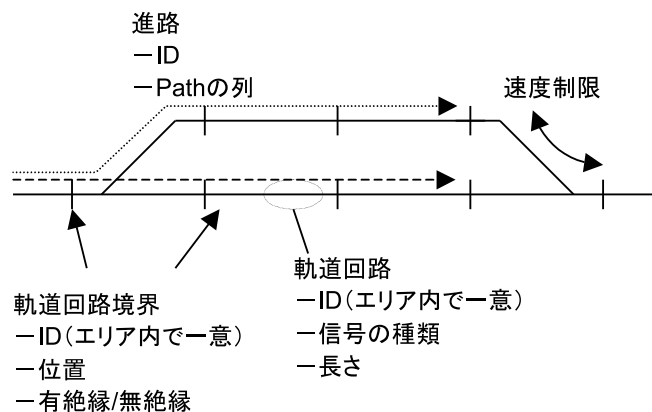 進路
－ID
－Pathの列
速度制限
軌道回路境界
－ID(エリア内で一意)
－位置
－有絶縁/無絶縁
軌道回路
－ID(エリア内で一意)
－信号の種類
－長さ